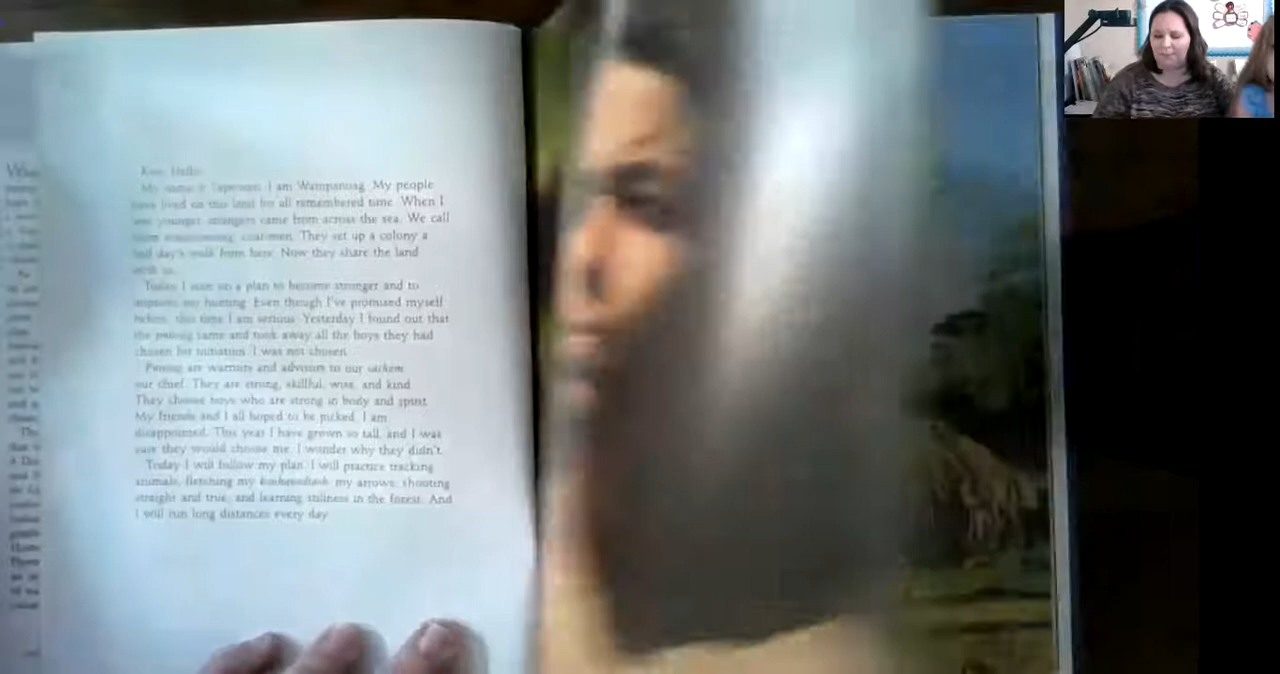 Kwe. Hello.
My name is Tapenum. I am Wampanoag. My people
have lived on this land for all remembered time. When I
was younger, strangers came from across the sea. We call
them coatmen. They set up a colony a
half day's walk from here. Now they share the land
with us.
Today I start on a plan to become stronger and to
improve my hunting. Even though I've promised myself
before, this time I am serious. Yesterday I found out that
the came and took away all the boys they had
chosen for initiation. I was not chosen.
are warriors and advisors to our sachem,
our chief. They are strong, skillful, wise, and kind.
They choose boys who are strong in body and spirit.
My friends and I all hoped to be picked. I am
disappointed. This year I have grown so tall, and I was
sure they would choose me. I wonder why they didn't.
Today I will follow my plan. I will practice tracking
animals, fletching my my arrows, shooting
straight and true, and learning stillness in the forest. And
I will run long distances every day.